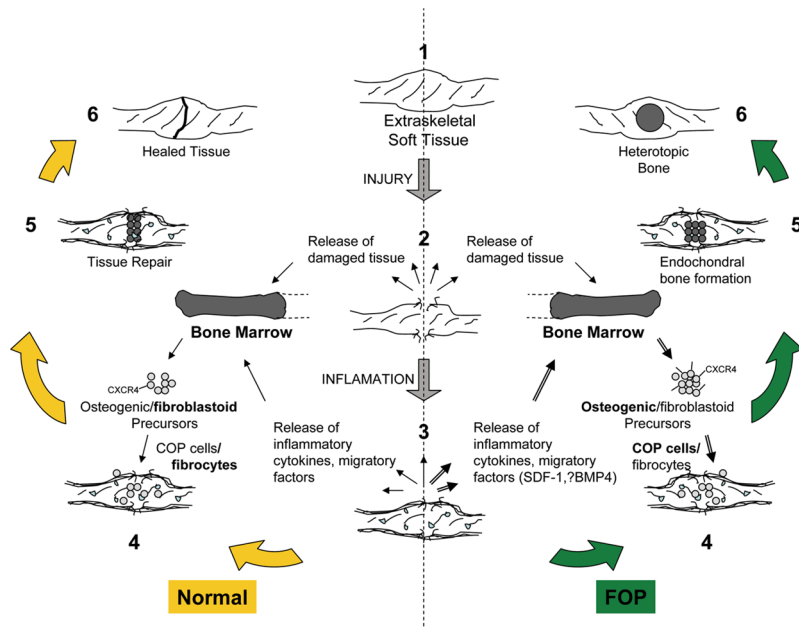 1
6
6
Extraskeletal
Soft Tissue
Healed Tissue
Heterotopic
Bone
INJURY
5
5
2
Release of
damaged tissue
Release of
damaged tissue
Tissue Repair
Endochondral
bone formation
Bone Marrow
Bone Marrow
INFLAMATION
CXCR4
CXCR4
Osteogenic/fibroblastoid
Precursors
Osteogenic/fibroblastoid
Precursors
3
COP cells/
fibrocytes
Release of
inflammatory
cytokines, migratory
factors
Release of
inflammatory
cytokines, migratory
factors (SDF-1,?BMP4)
COP cells/
fibrocytes
4
4
Normal
FOP